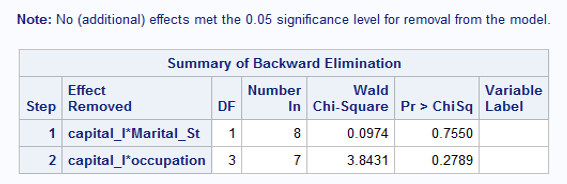 Note: No (additional) effects met the 0.05 significance level for removal from the model.
Summary of Backward Elimination
Step Effect Removed DF Number In Wald Chi-Square Pr > ChiSq Variable Label
1 capital_l*Marital_St 1 8 0.0974 0.7550
2 capital_l*occupation 3 7 3.8431 0.2789